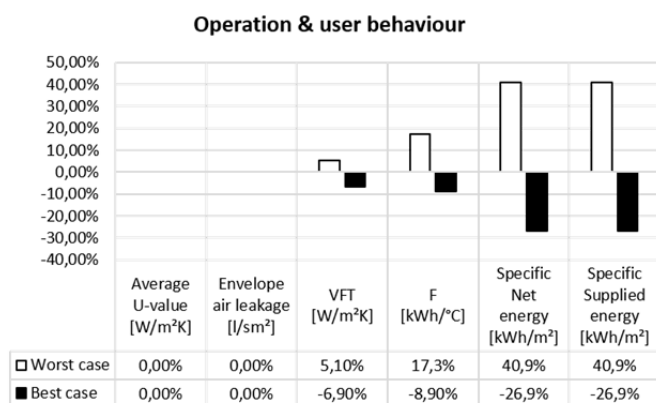 Operation & user behaviour
50,00%
40,00%
30,00%
20,00%
10,00%
0,00%
-10,00%
-20,00%
-30,00%
-40,00%
Average U-value [W/m²K]
Envelope air leakage [l/sm²]
VFT [W/m²K]
F [kWh/°C]
Specific Net energy [kWh/m²]
Specific Supplied energy [kWh/m²]
Worst case 0,00% 0,00% 5,10% 17,3% 40,9% 40,9%
Best case 0,00% 0,00% -6,90% -8,90% -26,9% -26,9%